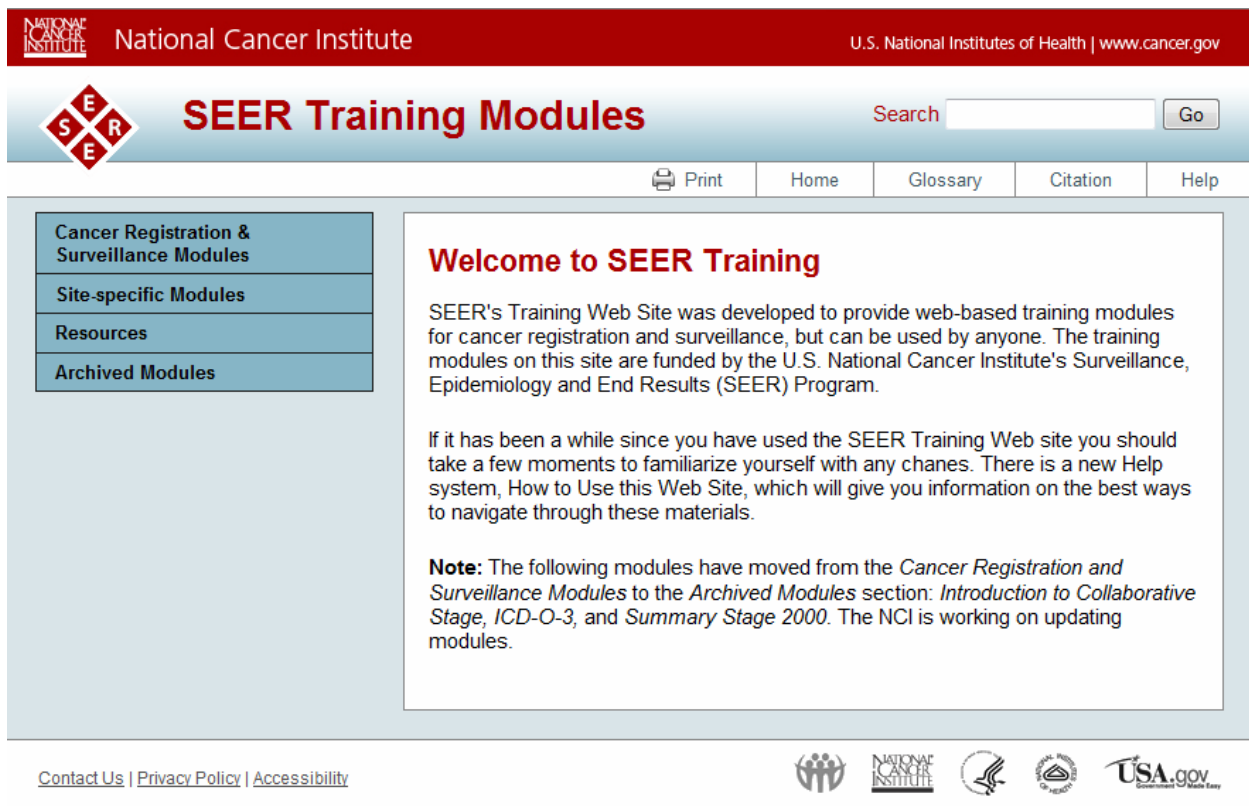 NATIONAL CANCER INSTITUTE
National Cancer Institute
U.S. National Institutes of Health | www.cancer.gov
S E R E
SEER Training Modules
Search
Go
Print
Home
Glossary
Citation
Help
Cancer Registration &
Surveillance Modules
Site-specific Modules
Resources
Archived Modules
Welcome to SEER Training
SEER's Training Web Site was developed to provide web-based training modules
for cancer registration and surveillance, but can be used by anyone. The training
modules on this site are funded by the U.S. National Cancer Institute's Surveillance,
Epidemiology and End Results (SEER) Program.
If it has been a while since you have used the SEER Training Web site you should
take a few moments to familiarize yourself with any chanes. There is a new Help
system, How to Use this Web Site, which will give you information on the best ways
to navigate through these materials.
Note: The following modules have moved from the Cancer Registration and
Surveillance Modules to the Archived Modules section: Introduction to Collaborative
Stage, ICD-O-3, and Summary Stage 2000. The NCI is working on updating
modules.
Contact Us | Privacy Policy | Accessibility
NATIONAL CANCER INSTITUTE
NATIONAL INSTITUTES OF HEALTH
USA.gov
Government Made Easy